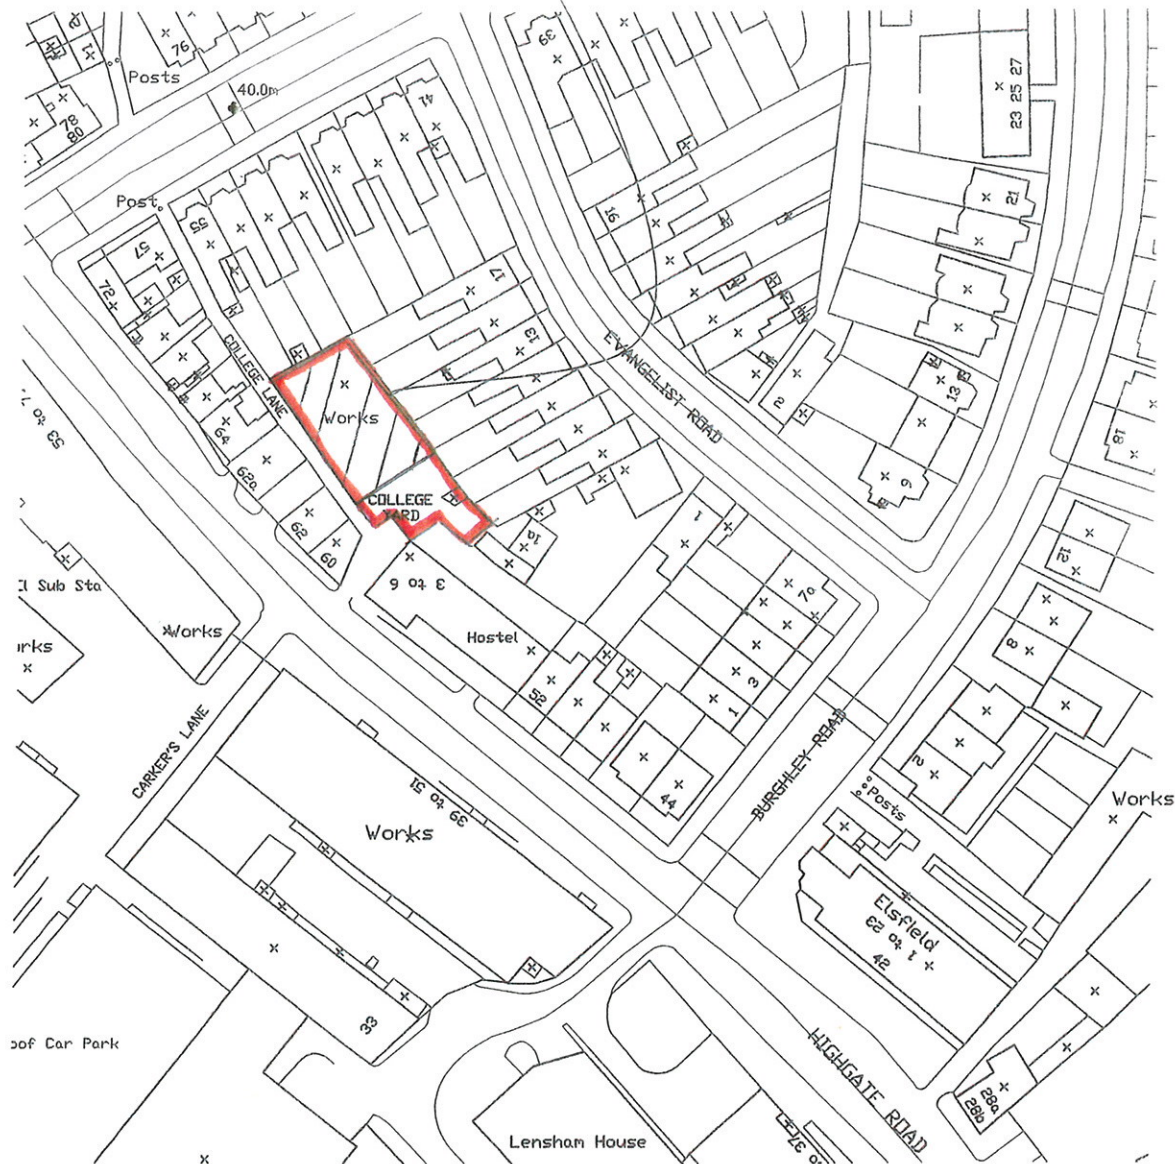 39
76
Posts
40.0m
78
80
41
23 25 27
21
Post
55
57
16
72
17
13
EVANGELIST ROAD
COLLEGE LANE
2
13
Works
64
9
18
62a
COLLEGE
YARD
62
60
1a
1
12
3 to 6
7a
El Sub Sta
Works
Hostel
8
52
3
1
CARKER'S LANE
BURGHLEY ROAD
2
39 to 51
44
Posts
Works
Works
Elsfield
1 to 23
42
33
oof Car Park
HIGHGATE ROAD
28a
28b
Lensham House